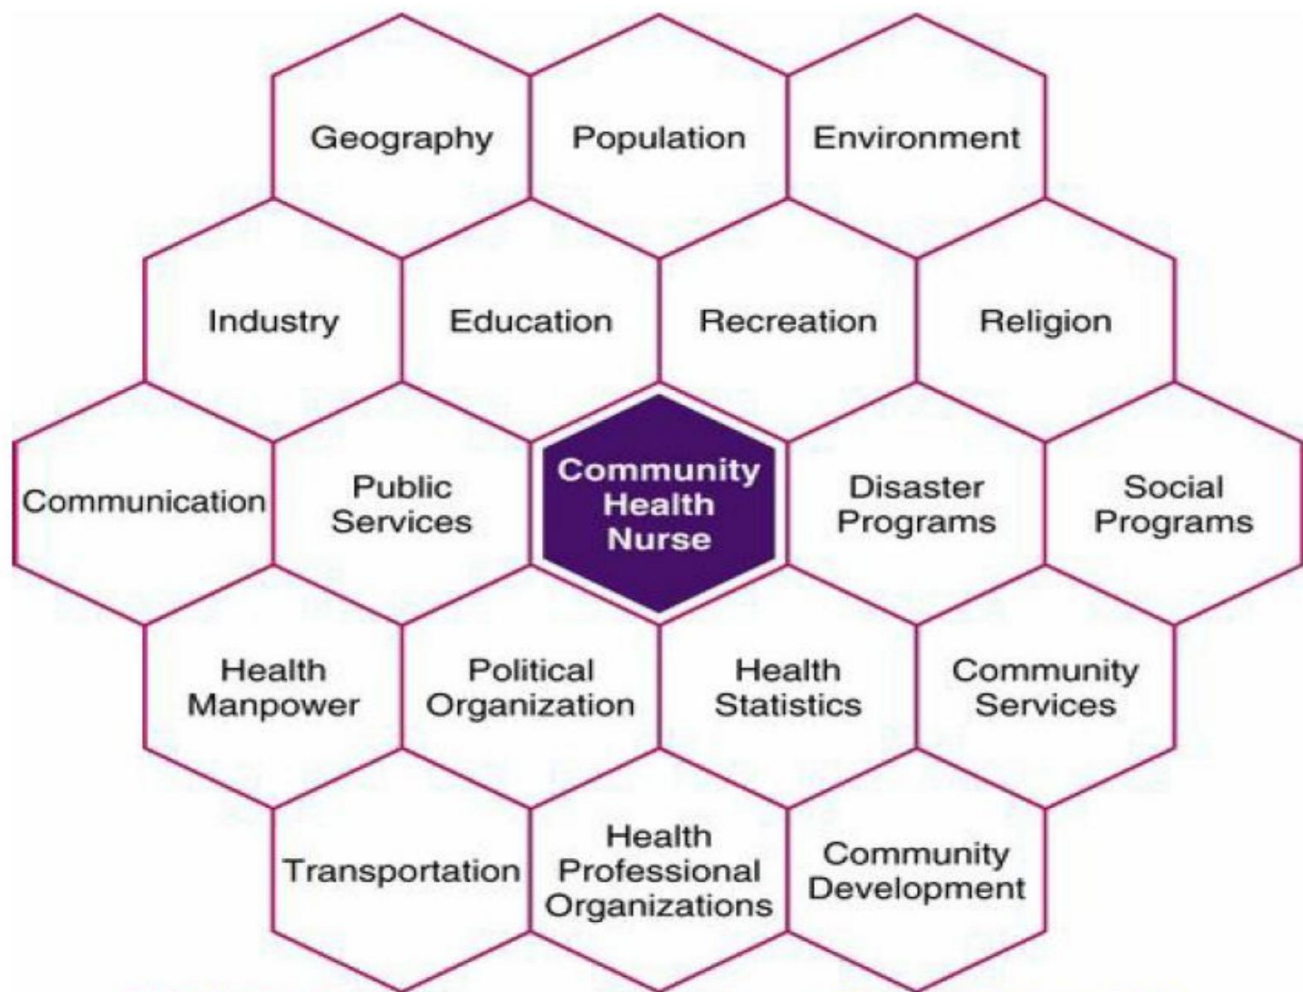 Geography
Population
Environment
Industry
Education
Recreation
Religion
Communication
Public
Services
Community
Health
Nurse
Disaster
Programs
Social
Programs
Health
Manpower
Political
Organization
Health
Statistics
Community
Services
Transportation
Health
Professional
Organizations
Community
Development